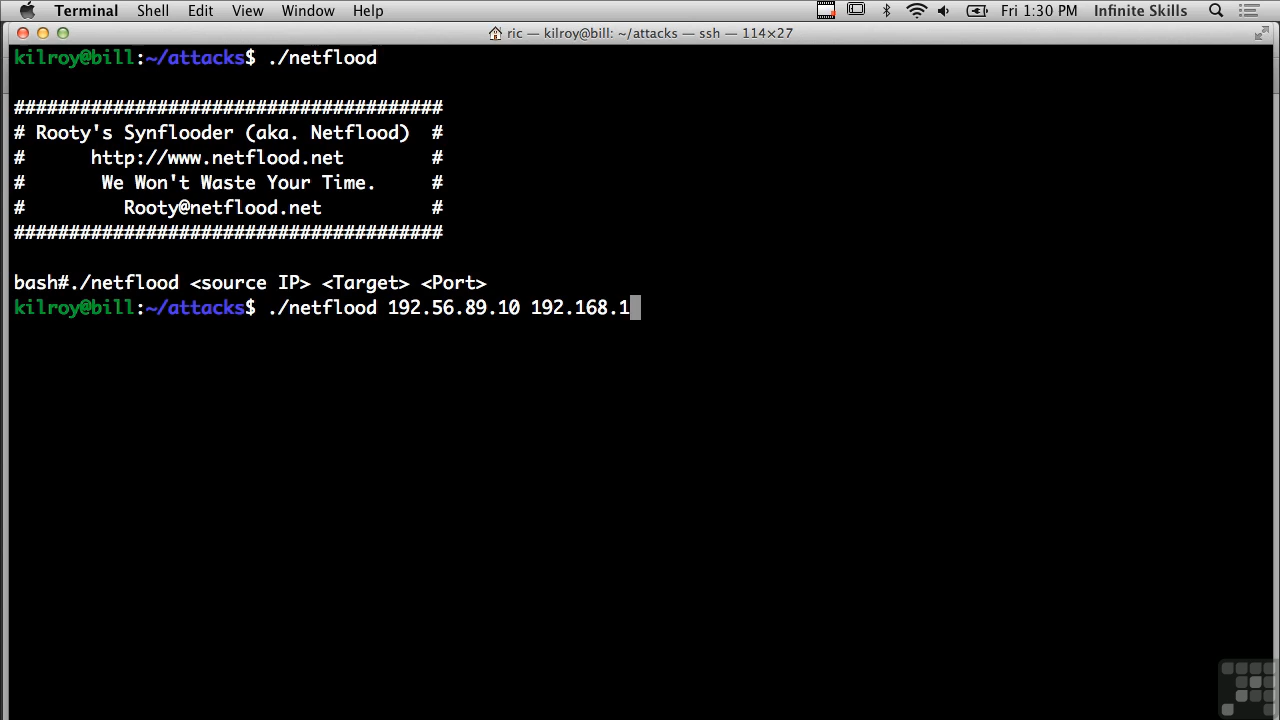 Terminal Shell Edit View Window Help Fri 1:30 PM Infinite Skills
ric — kilroy@bill: ~/attacks — ssh — 114×27
kilroy@bill:~/attacks$ ./netflood
#######################################
# Rooty's Synflooder (aka. Netflood)  #
#      http://www.netflood.net        #
#       We Won't Waste Your Time.     #
#         Rooty@netflood.net          #
#######################################
bash#./netflood <source IP> <Target> <Port>
kilroy@bill:~/attacks$ ./netflood 192.56.89.10 192.168.1